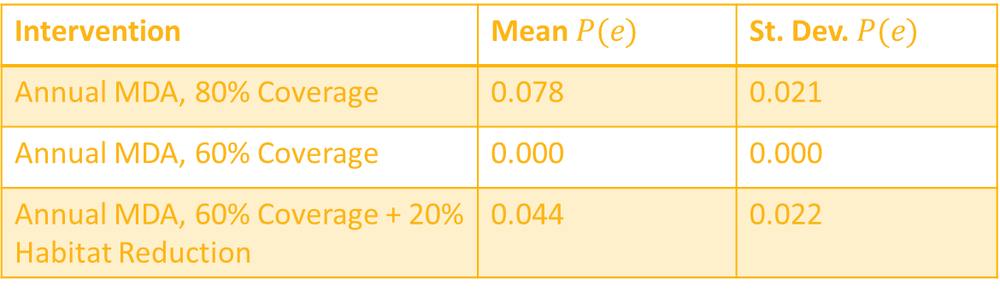 Intervention Mean P(e) St. Dev. P(e)
Annual MDA, 80% Coverage 0.078 0.021
Annual MDA, 60% Coverage 0.000 0.000
Annual MDA, 60% Coverage + 20% 0.044 0.022
Habitat Reduction